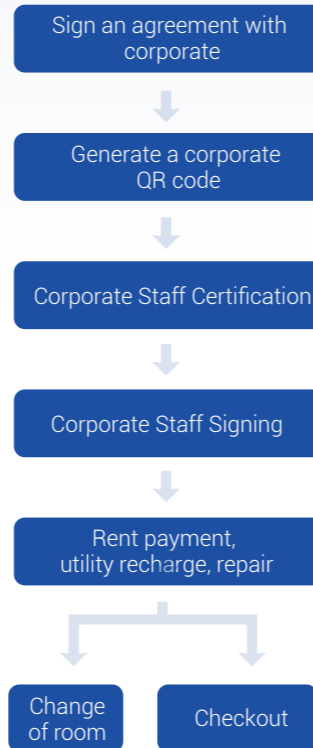 Sign an agreement with
corporate
Generate a corporate
QR code
Corporate Staff Certification
Corporate Staff Signing
Rent payment,
utility recharge, repair
Change
of room
Checkout